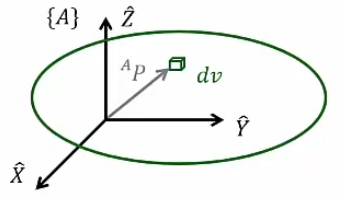 {A} Ẑ
ᴬP dv
Ŷ
X̂